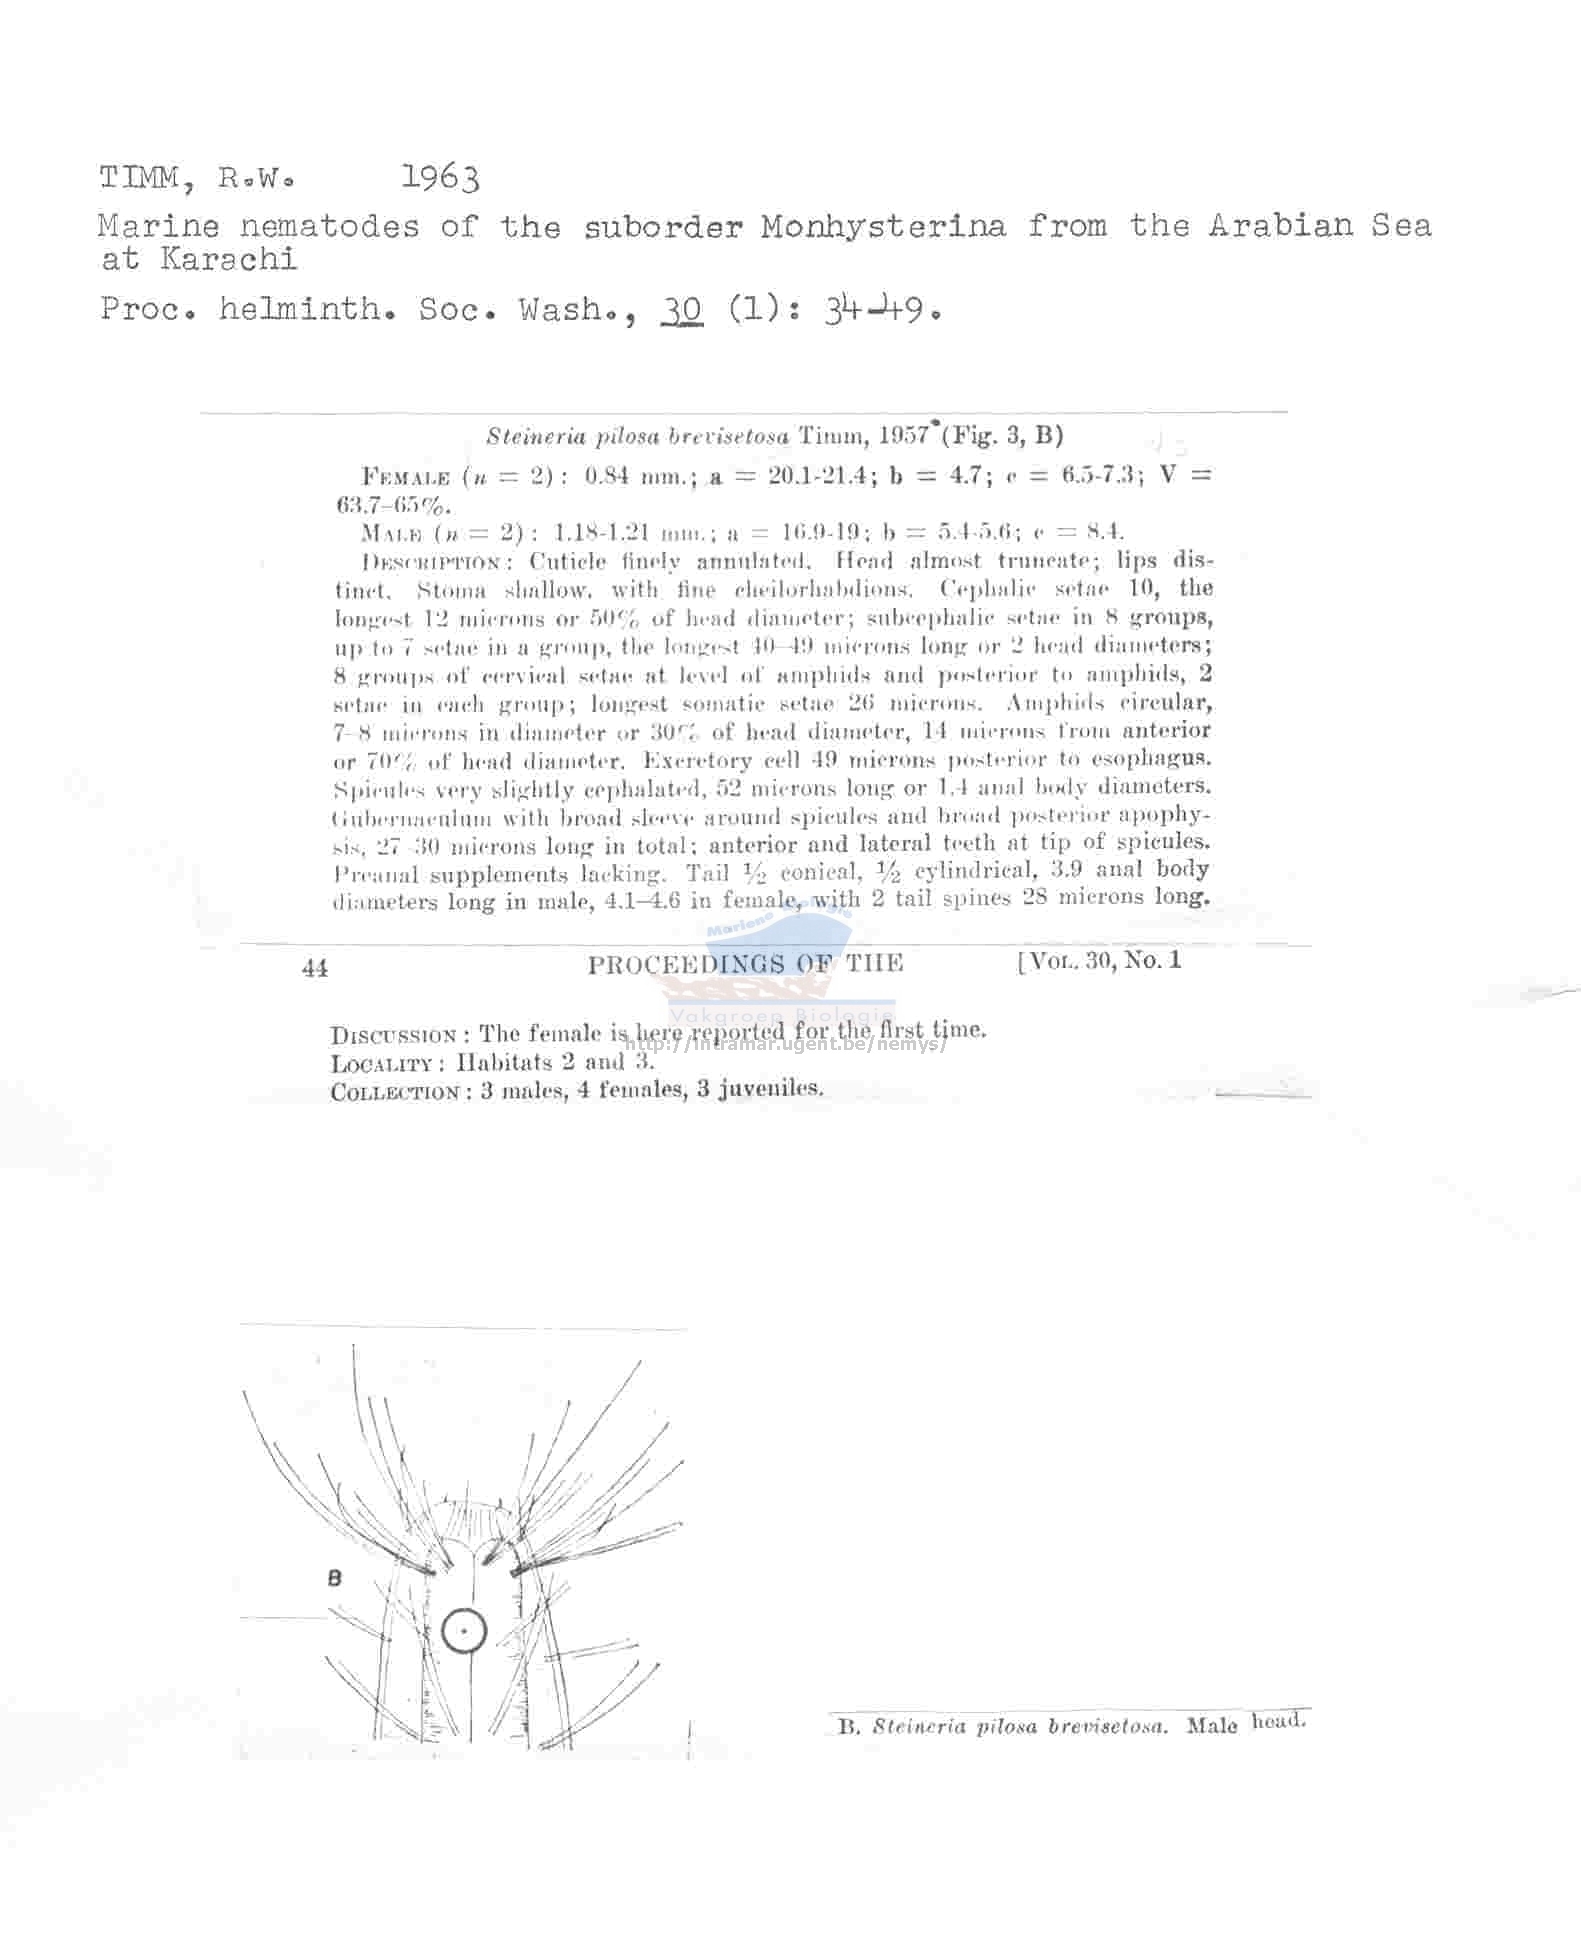 TIMM, R.W. 1963
Marine nematodes of the suborder Monhysterina from the Arabian Sea
at Karachi
Proc. helminth. Soc. Wash., 30 (1): 34-49.
Steineria pilosa brevisetosa Timm, 1957 (Fig. 3, B)
FEMALE (n = 2): 0.84 mm.; a = 20.1-21.4; b = 4.7; c = 6.5-7.3; V =
63.7-65%.
MALE (n = 2): 1.18-1.21 mm.; a = 16.9-19; b = 5.4-5.6; c = 8.4.
DESCRIPTION: Cuticle finely annulated. Head almost truncate; lips dis-
tinct. Stoma shallow, with fine cheilorhabdions. Cephalic setae 10, the
longest 12 microns or 50% of head diameter; subcephalic setae in 8 groups,
up to 7 setae in a group, the longest 40-49 microns long or 2 head diameters;
8 groups of cervical setae at level of amphids and posterior to amphids, 2
setae in each group; longest somatic setae 26 microns. Amphids circular,
7-8 microns in diameter or 30% of head diameter, 14 microns from anterior
or 70% of head diameter. Excretory cell 49 microns posterior to esophagus.
Spicules very slightly cephalated, 52 microns long or 1.4 anal body diameters.
Gubernaculum with broad sleeve around spicules and broad posterior apophy-
sis, 27-30 microns long in total; anterior and lateral teeth at tip of spicules.
Preanal supplements lacking. Tail ½ conical, ½ cylindrical, 3.9 anal body
diameters long in male, 4.1-4.6 in female, with 2 tail spines 28 microns long.
Mariene Biologie
44 PROCEEDINGS OF THE [VOL. 30, No. 1
Vakgroep Biologie
DISCUSSION: The female is here reported for the first time.
http://intramar.ugent.be/nemys/
LOCALITY: Habitats 2 and 3.
COLLECTION: 3 males, 4 females, 3 juveniles.
B
B. Steineria pilosa brevisetosa. Male head.